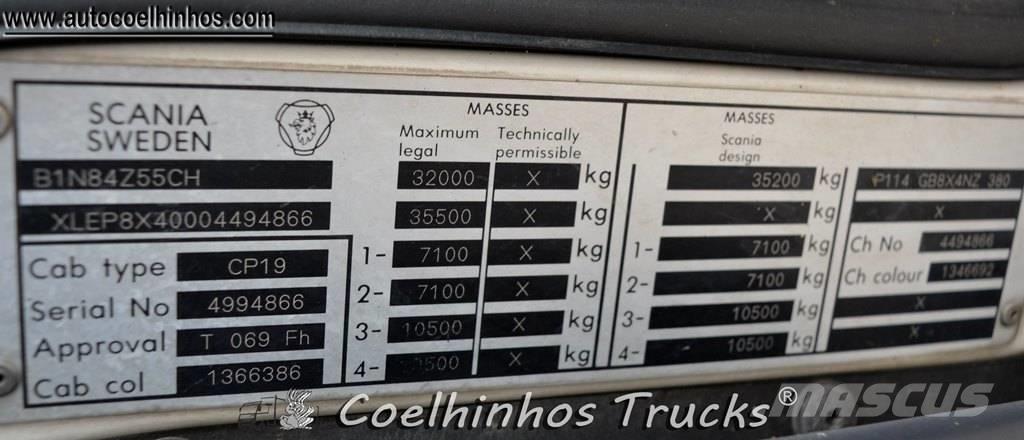 www.autocoelhinhos.com
SCANIA
SWEDEN
B1N84Z55CH
XLEP8X40004494866
Cab type CP19
Serial No 4994866
Approval T 069 Fh
Cab col 1366386
MASSES
Maximum legal Technically permissible
32000 X kg
35500 X kg
1- 7100 X kg
2- 7100 X kg
3- 10500 X kg
4- X kg
MASSES
Scania
design
35200 kg
X kg
1- 7100 kg
2- 7100 kg
3- 10500 kg
4- 10500 kg
P114 GB8X4NZ 380
X
Ch No 4494866
Ch colour 1346692
X
X
Coelhinhos Trucks®
MASCUS